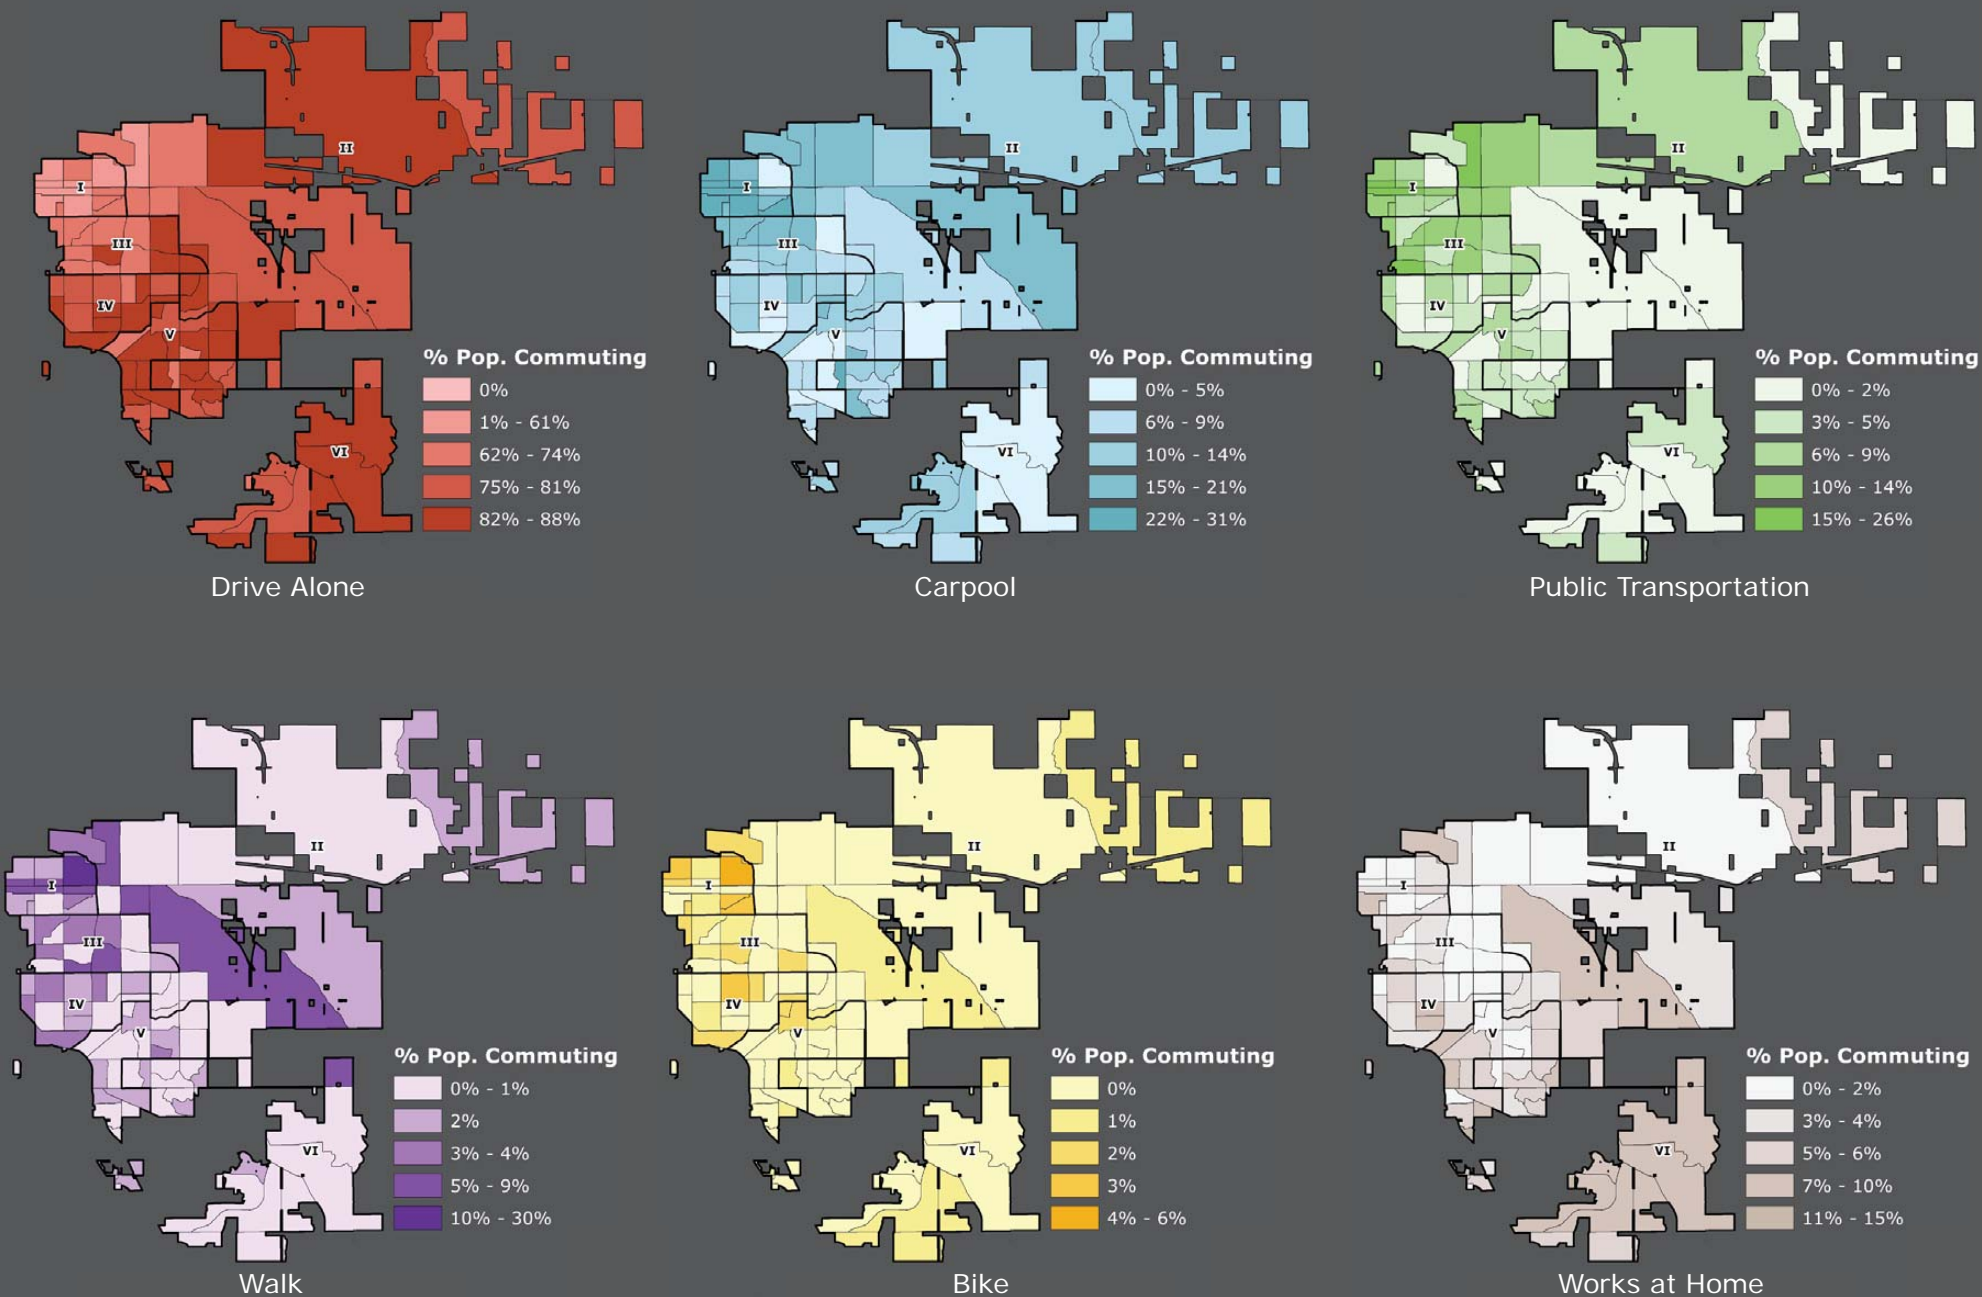 II
I
III
IV
V
VI
% Pop. Commuting
0%
1% - 61%
62% - 74%
75% - 81%
82% - 88%
Drive Alone
II
I
III
IV
V
VI
% Pop. Commuting
0% - 5%
6% - 9%
10% - 14%
15% - 21%
22% - 31%
Carpool
II
I
III
IV
V
VI
% Pop. Commuting
0% - 2%
3% - 5%
6% - 9%
10% - 14%
15% - 26%
Public Transportation
II
I
III
IV
V
VI
% Pop. Commuting
0% - 1%
2%
3% - 4%
5% - 9%
10% - 30%
Walk
II
I
III
IV
V
VI
% Pop. Commuting
0%
1%
2%
3%
4% - 6%
Bike
II
I
III
IV
V
VI
% Pop. Commuting
0% - 2%
3% - 4%
5% - 6%
7% - 10%
11% - 15%
Works at Home